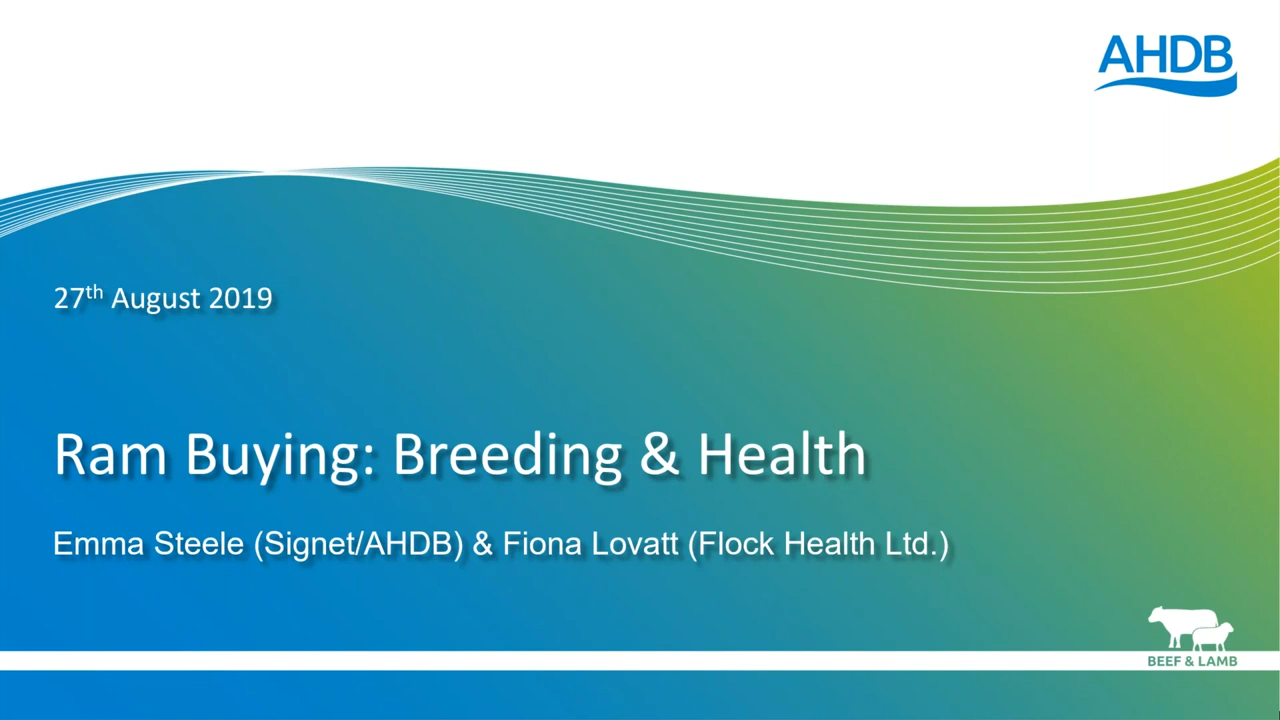 AHDB
27th August 2019
Ram Buying: Breeding & Health
Emma Steele (Signet/AHDB) & Fiona Lovatt (Flock Health Ltd.)
BEEF & LAMB